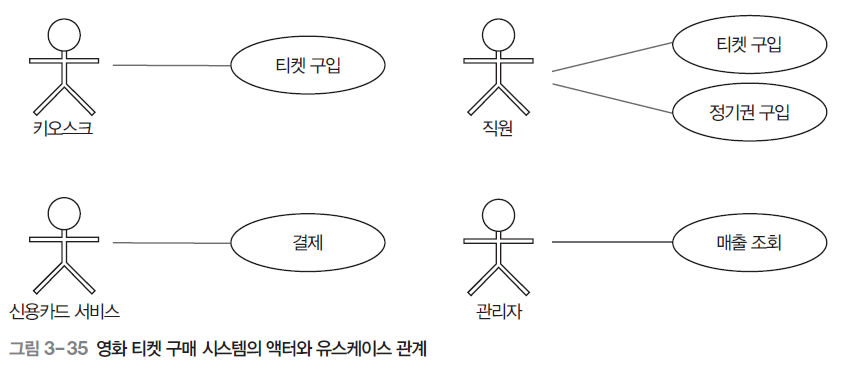 티켓 구입
키오스크
티켓 구입
정기권 구입
직원
결제
신용카드 서비스
매출 조회
관리자
그림 3-35 영화 티켓 구매 시스템의 액터와 유스케이스 관계